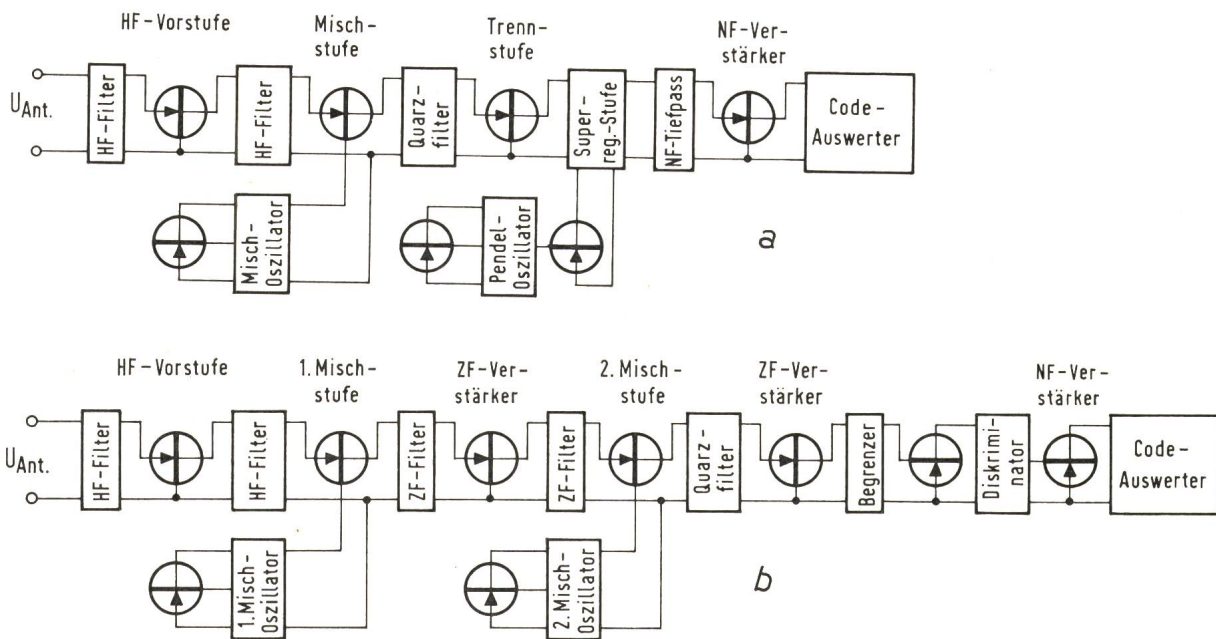 HF-Vorstufe
Misch-
stufe
Trenn-
stufe
NF-Ver-
stärker
UAnt.
HF-Filter
HF-Filter
Quarz-
filter
Super-
reg.-Stufe
NF-Tiefpass
Code-
Auswerter
Misch-
Oszillator
Pendel-
Oszillator
a
HF-Vorstufe
1. Misch-
stufe
ZF-Ver-
stärker
2. Misch-
stufe
ZF-Ver-
stärker
NF-Ver-
stärker
UAnt.
HF-Filter
HF-Filter
ZF-Filter
ZF-Filter
Quarz-
filter
Begrenzer
Diskrimi-
nator
Code-
Auswerter
1. Misch-
Oszillator
2. Misch-
Oszillator
b